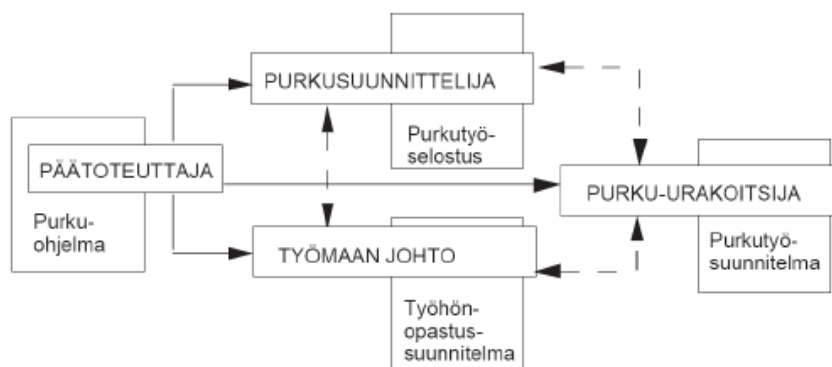 PURKUSUUNNITTELIJA
Purkutyö-
selostus
PÄÄTOTEUTTAJA
Purku-
ohjelma
PURKU-URAKOITSIJA
Purkutyö-
suunnitelma
TYÖMAAN JOHTO
Työhön-
opastus-
suunnitelma